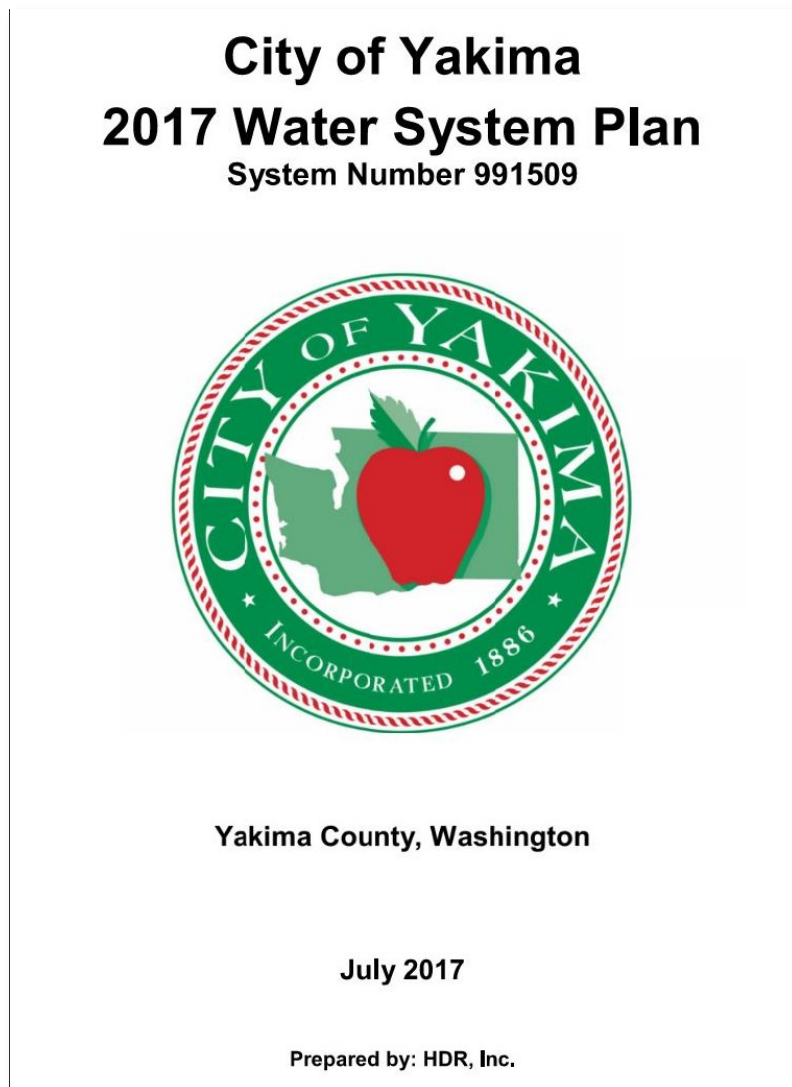 City of Yakima
2017 Water System Plan
System Number 991509
CITY OF YAKIMA
INCORPORATED 1886
Yakima County, Washington
July 2017
Prepared by: HDR, Inc.